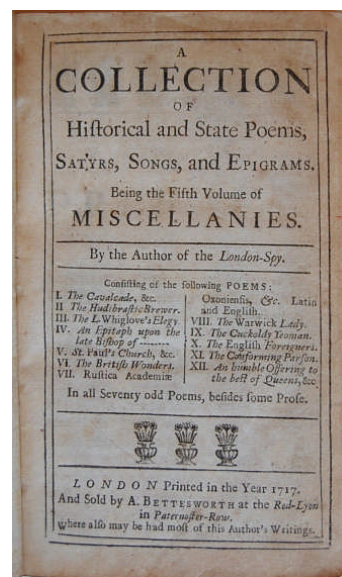 A
COLLECTION
OF
Hiſtorical and State Poems,
SATYRS, SONGS, and EPIGRAMS.
Being the Fifth Volume of
MISCELLANIES.
By the Author of the London-Spy.
Conſiſting of the following POEMS:
I. The Cavalcade, &c.
II The Hudibraſtic Brewer.
III. The L. Whiglove's Elegy.
IV. An Epitaph upon the
late Biſhop of --------
V. St. Paul's Church, &c.
VI. The Britiſh Wonders.
VII. Ruſtica Academiæ
Oxonienſis, &c. Latin
and Engliſh.
VIII. The Warwick Lady.
IX. The Cuckoldy Yeoman.
X. The Engliſh Foreigners.
XI. The Conforming Parſon.
XII. An humble Offering to
the beſt of Queens, &c
In all Seventy odd Poems, beſides ſome Proſe.
LONDON Printed in the Year 1717.
And Sold by A. BETTESWORTH at the Red-Lyon
in Paternoſter-Row.
Where alſo may be had moſt of this Author's Writings.